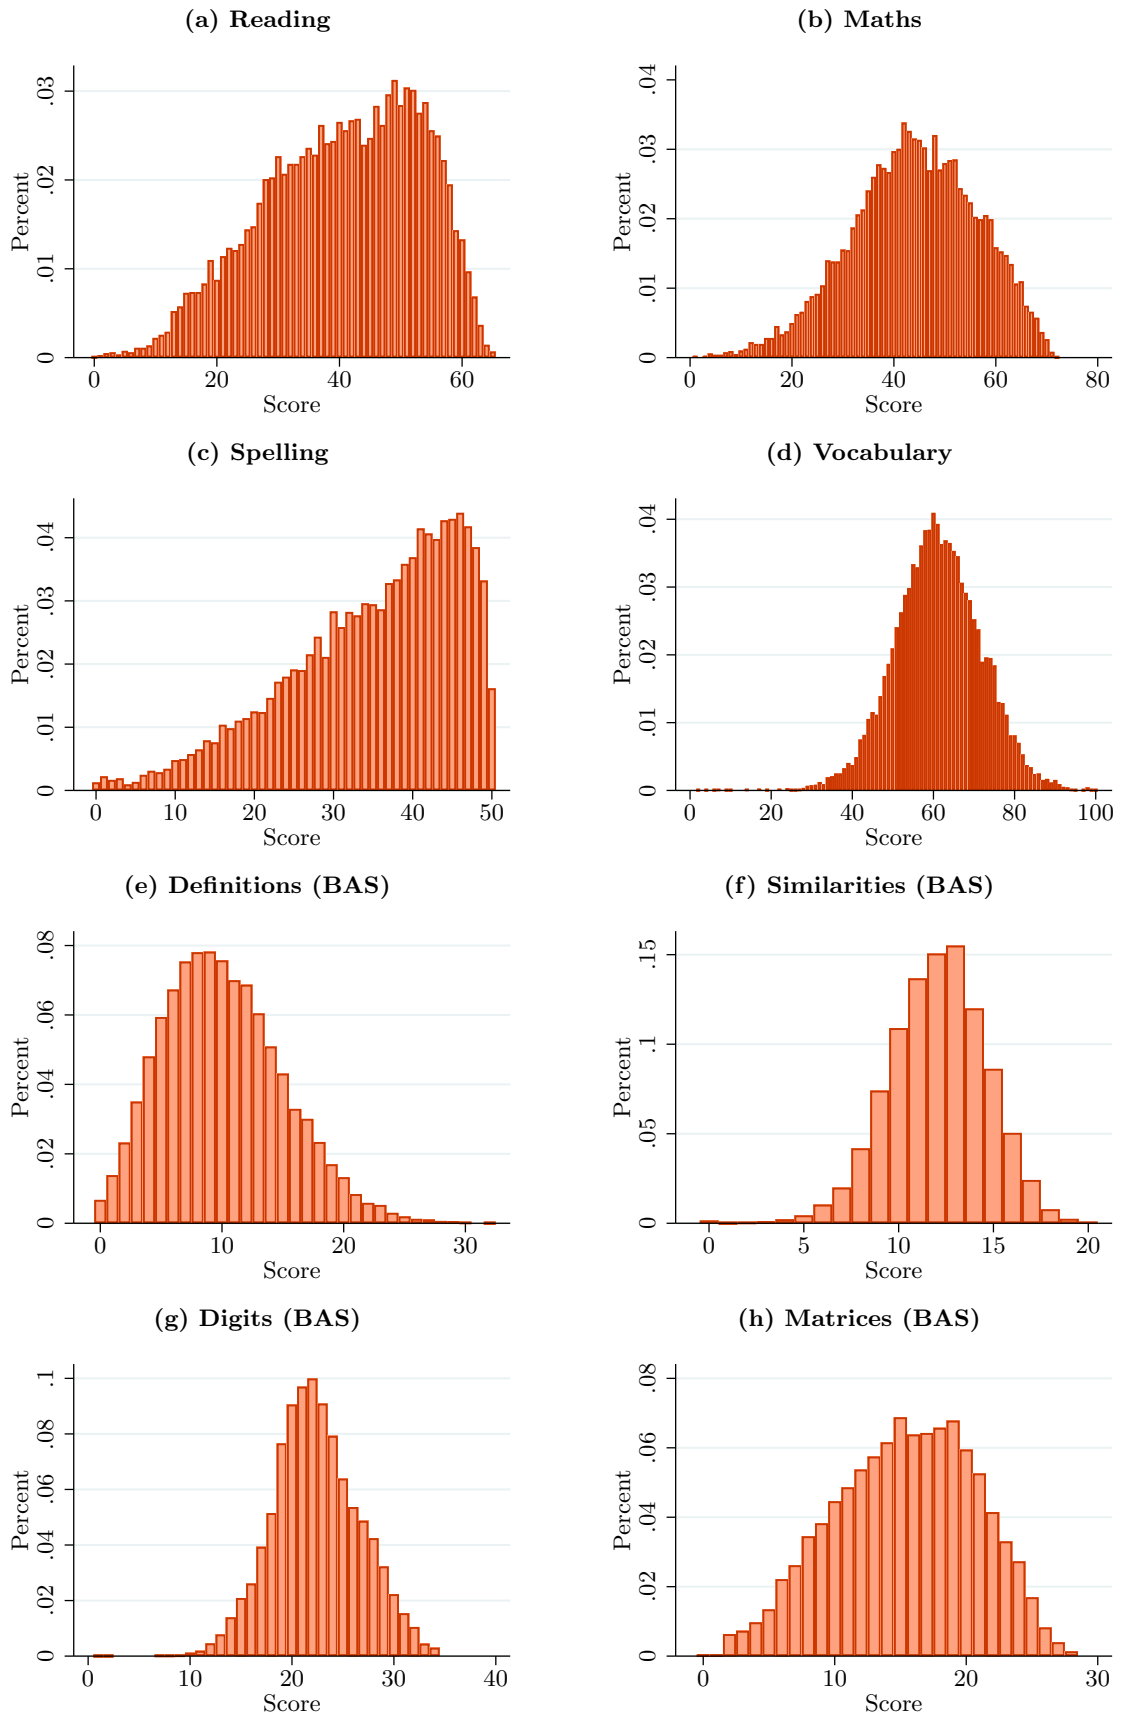 (a) Reading
Percent
0 .01 .02 .03
0 20 40 60
Score
(b) Maths
Percent
0 .01 .02 .03 .04
0 20 40 60 80
Score
(c) Spelling
Percent
0 .01 .02 .03 .04
0 10 20 30 40 50
Score
(d) Vocabulary
Percent
0 .01 .02 .03 .04
0 20 40 60 80 100
Score
(e) Definitions (BAS)
Percent
0 .02 .04 .06 .08
0 10 20 30
Score
(f) Similarities (BAS)
Percent
0 .05 .1 .15
0 5 10 15 20
Score
(g) Digits (BAS)
Percent
0 .02 .04 .06 .08 .1
0 10 20 30 40
Score
(h) Matrices (BAS)
Percent
0 .02 .04 .06 .08
0 10 20 30
Score